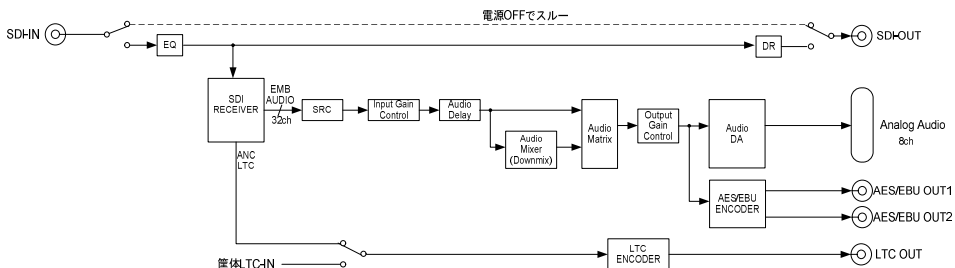 電源OFFでスルー
SDI-IN
SDI-OUT
EQ
DR
SDI
RECEIVER
EMB
AUDIO
32ch
SRC
Input Gain
Control
Audio
Delay
Audio
Mixer
(Downmix)
Audio
Matrix
Output
Gain
Control
Audio
DA
Analog Audio
8ch
ANC
LTC
AES/EBU
ENCODER
AES/EBU OUT1
AES/EBU OUT2
筐体LTC-IN
LTC
ENCODER
LTC OUT